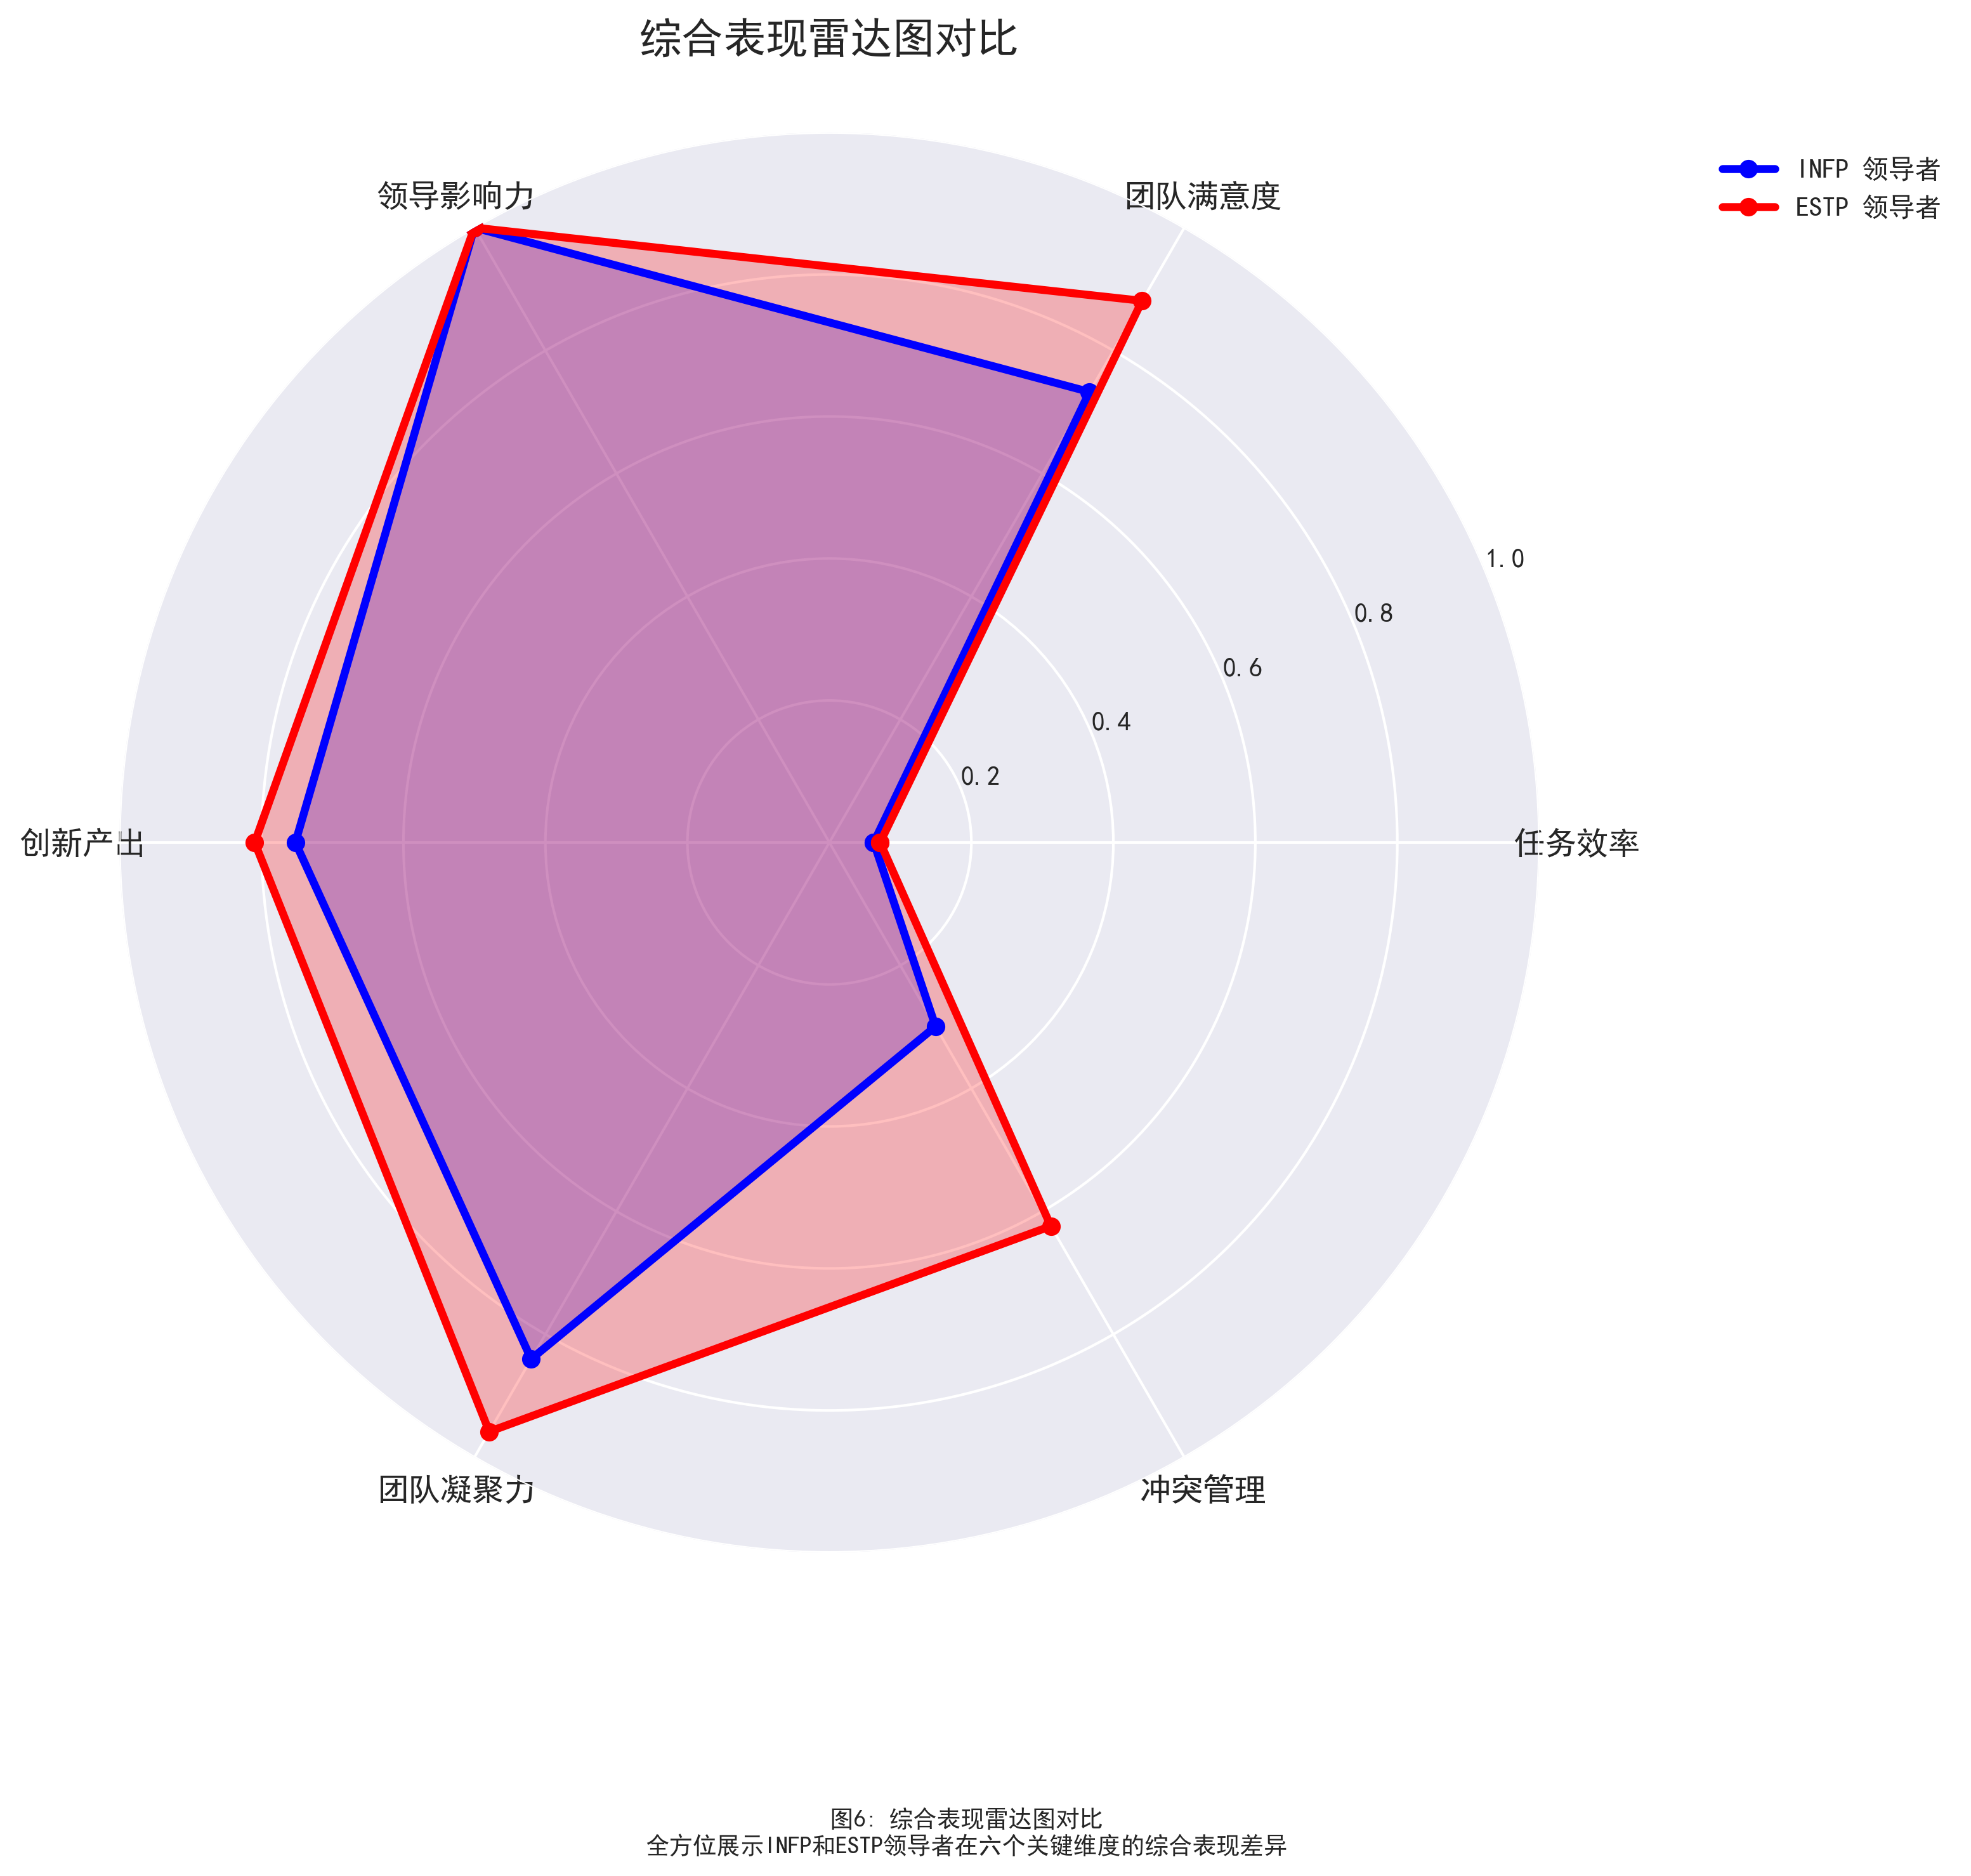 综合表现雷达图对比
INFP 领导者
ESTP 领导者
领导影响力
团队满意度
1.0
0.8
0.6
0.4
0.2
创新产出
任务效率
团队凝聚力
冲突管理
图6: 综合表现雷达图对比
全方位展示INFP和ESTP领导者在六个关键维度的综合表现差异